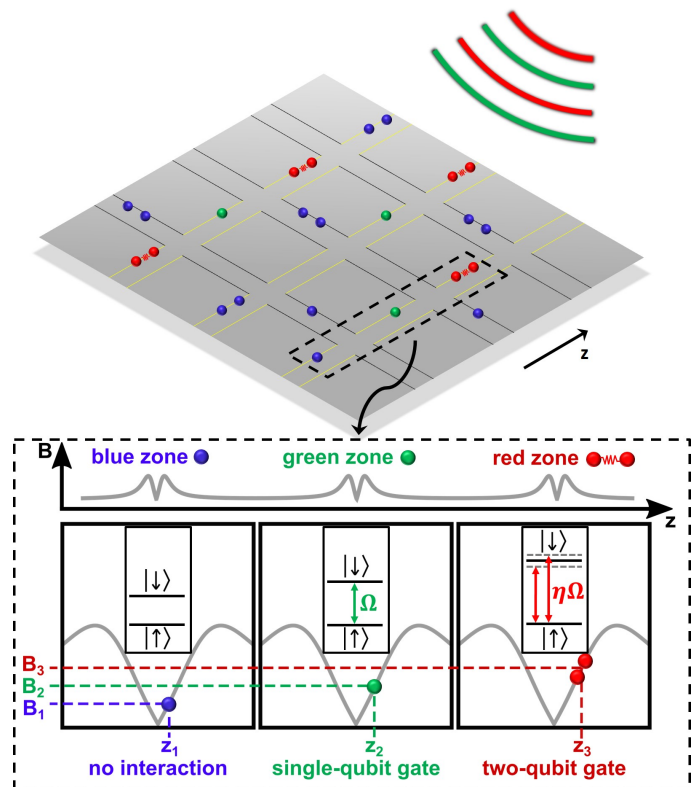 z
B
blue zone
green zone
red zone
z
|↓⟩
|↑⟩
|↓⟩
Ω
|↑⟩
|↓⟩
ηΩ
|↑⟩
B₃
B₂
B₁
z₁
z₂
z₃
no interaction
single-qubit gate
two-qubit gate